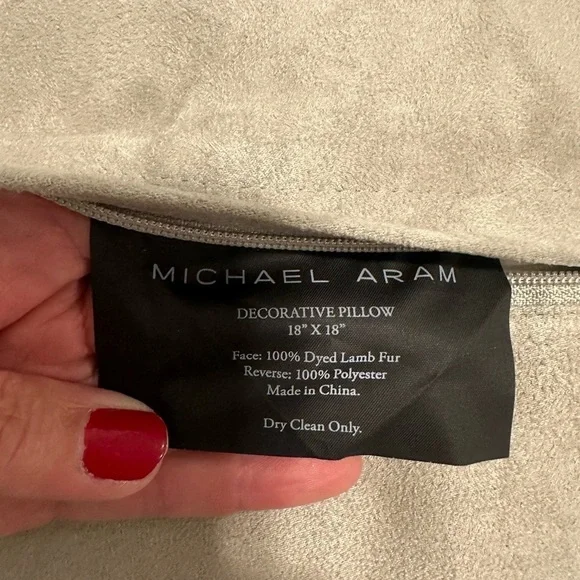 MICHAEL ARAM
DECORATIVE PILLOW
18" X 18"
Face: 100% Dyed Lamb Fur
Reverse: 100% Polyester
Made in China.
Dry Clean Only.